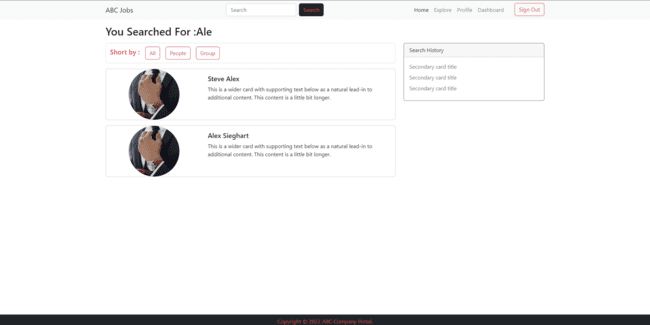 ABC Jobs
Search
Search
Home Explore Profile Dashboard Sign Out
You Searched For :Ale
Short by : All People Group
Steve Alex
This is a wider card with supporting text below as a natural lead-in to
additional content. This content is a little bit longer.
Alex Sieghart
This is a wider card with supporting text below as a natural lead-in to
additional content. This content is a little bit longer.
Search History
Secondary card title
Secondary card title
Secondary card title
Copyright © 2022 ABC Company Portal.